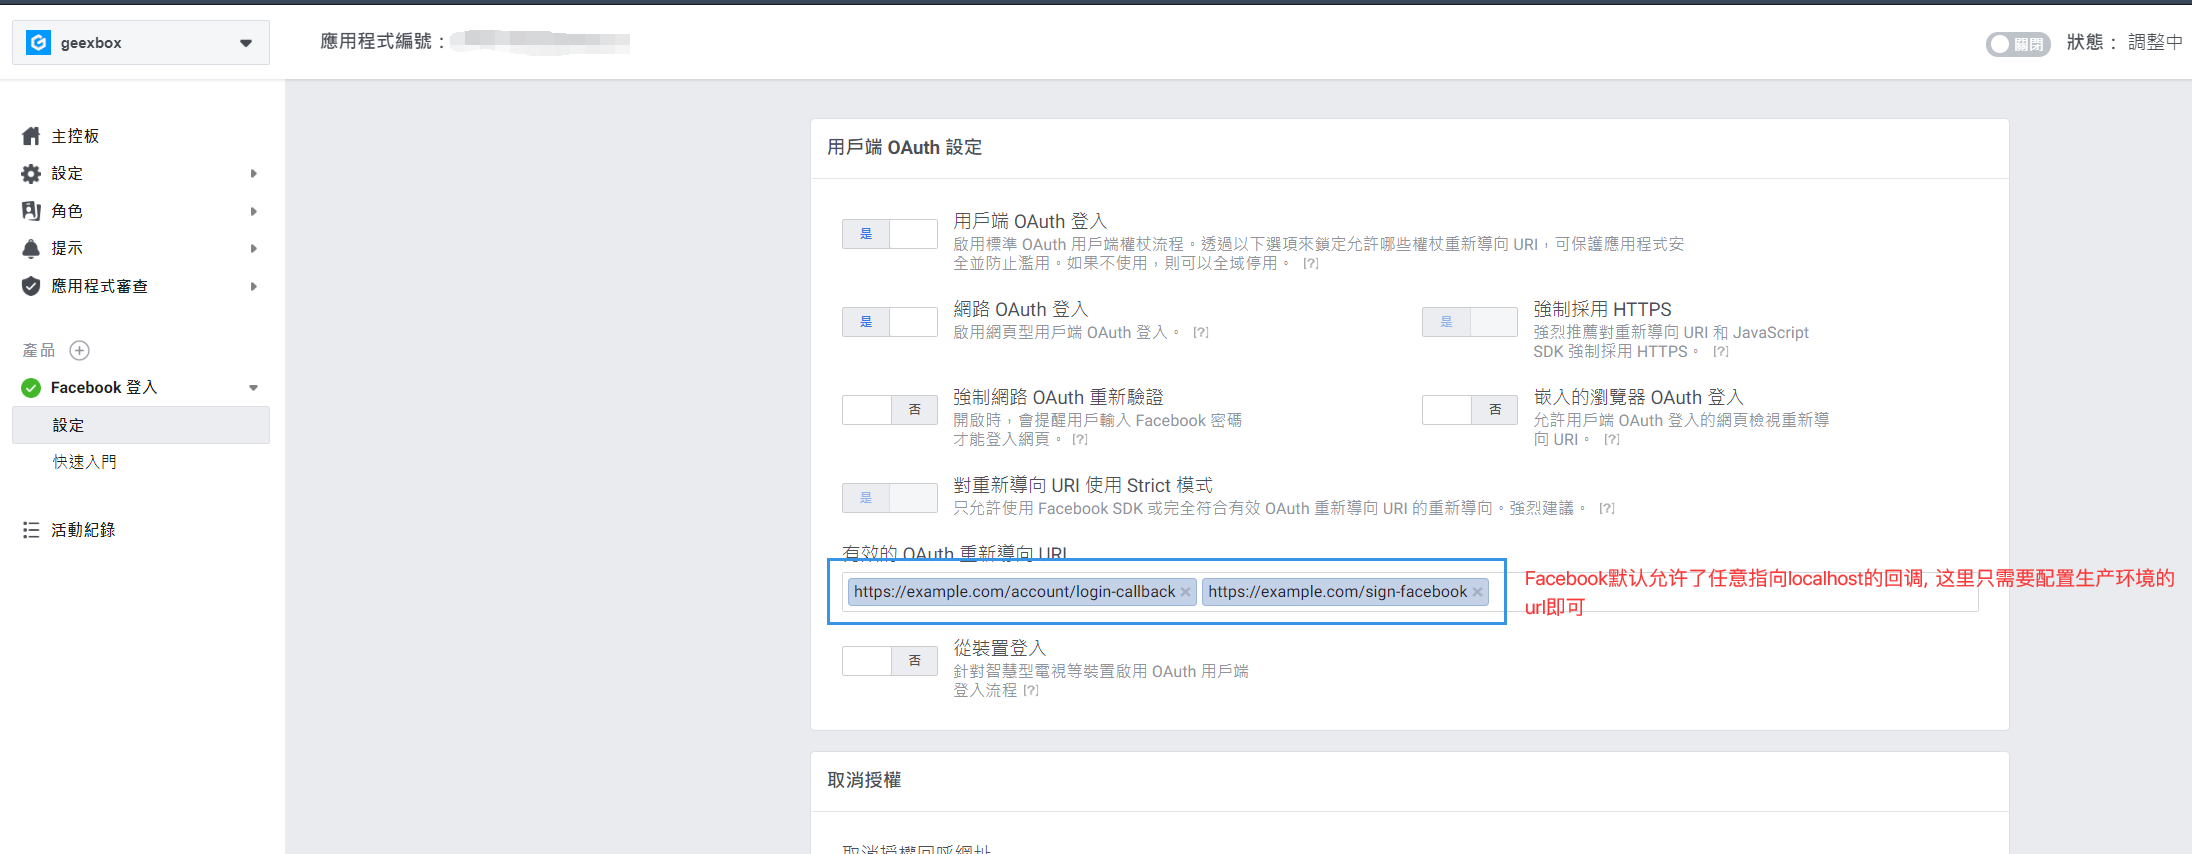 geexbox
應用程式編號：
關閉
狀態： 調整中
主控板
設定
角色
提示
應用程式審查
產品
Facebook 登入
設定
快速入門
活動紀錄
用戶端 OAuth 設定
是
用戶端 OAuth 登入
啟用標準 OAuth 用戶端權杖流程。透過以下選項來鎖定允許哪些權杖重新導向 URI，可保護應用程式安
全並防止濫用。如果不使用，則可以全域停用。 [?]
是
網路 OAuth 登入
啟用網頁型用戶端 OAuth 登入。 [?]
是
強制採用 HTTPS
強烈推薦對重新導向 URI 和 JavaScript
SDK 強制採用 HTTPS。 [?]
否
強制網路 OAuth 重新驗證
開啟時，會提醒用戶輸入 Facebook 密碼
才能登入網頁。 [?]
否
嵌入的瀏覽器 OAuth 登入
允許用戶端 OAuth 登入的網頁檢視重新導
向 URI。 [?]
是
對重新導向 URI 使用 Strict 模式
只允許使用 Facebook SDK 或完全符合有效 OAuth 重新導向 URI 的重新導向。強烈建議。 [?]
有效的 OAuth 重新導向 URI
https://example.com/account/login-callback × https://example.com/sign-facebook ×
Facebook默认允许了任意指向localhost的回调, 这里只需要配置生产环境的
url即可
否
從裝置登入
針對智慧型電視等裝置啟用 OAuth 用戶端
登入流程 [?]
取消授權
取消授權回呼網址